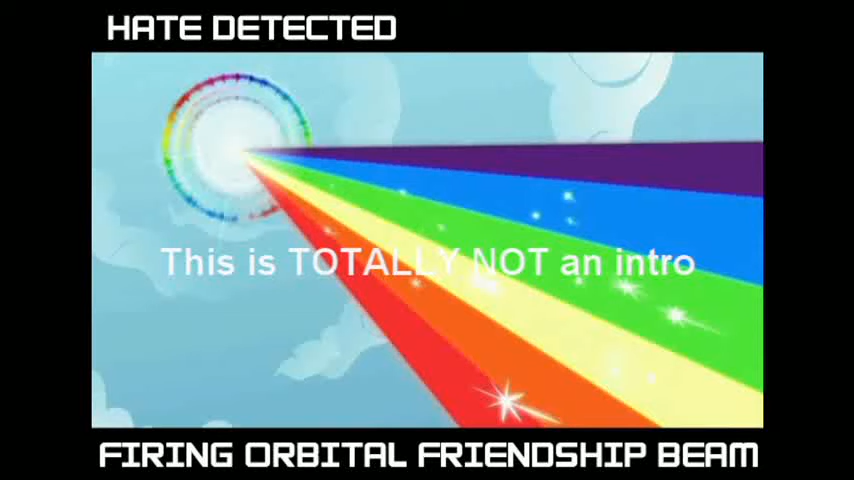 HATE DETECTED
This is TOTALLY NOT an intro
FIRING ORBITAL FRIENDSHIP BEAM